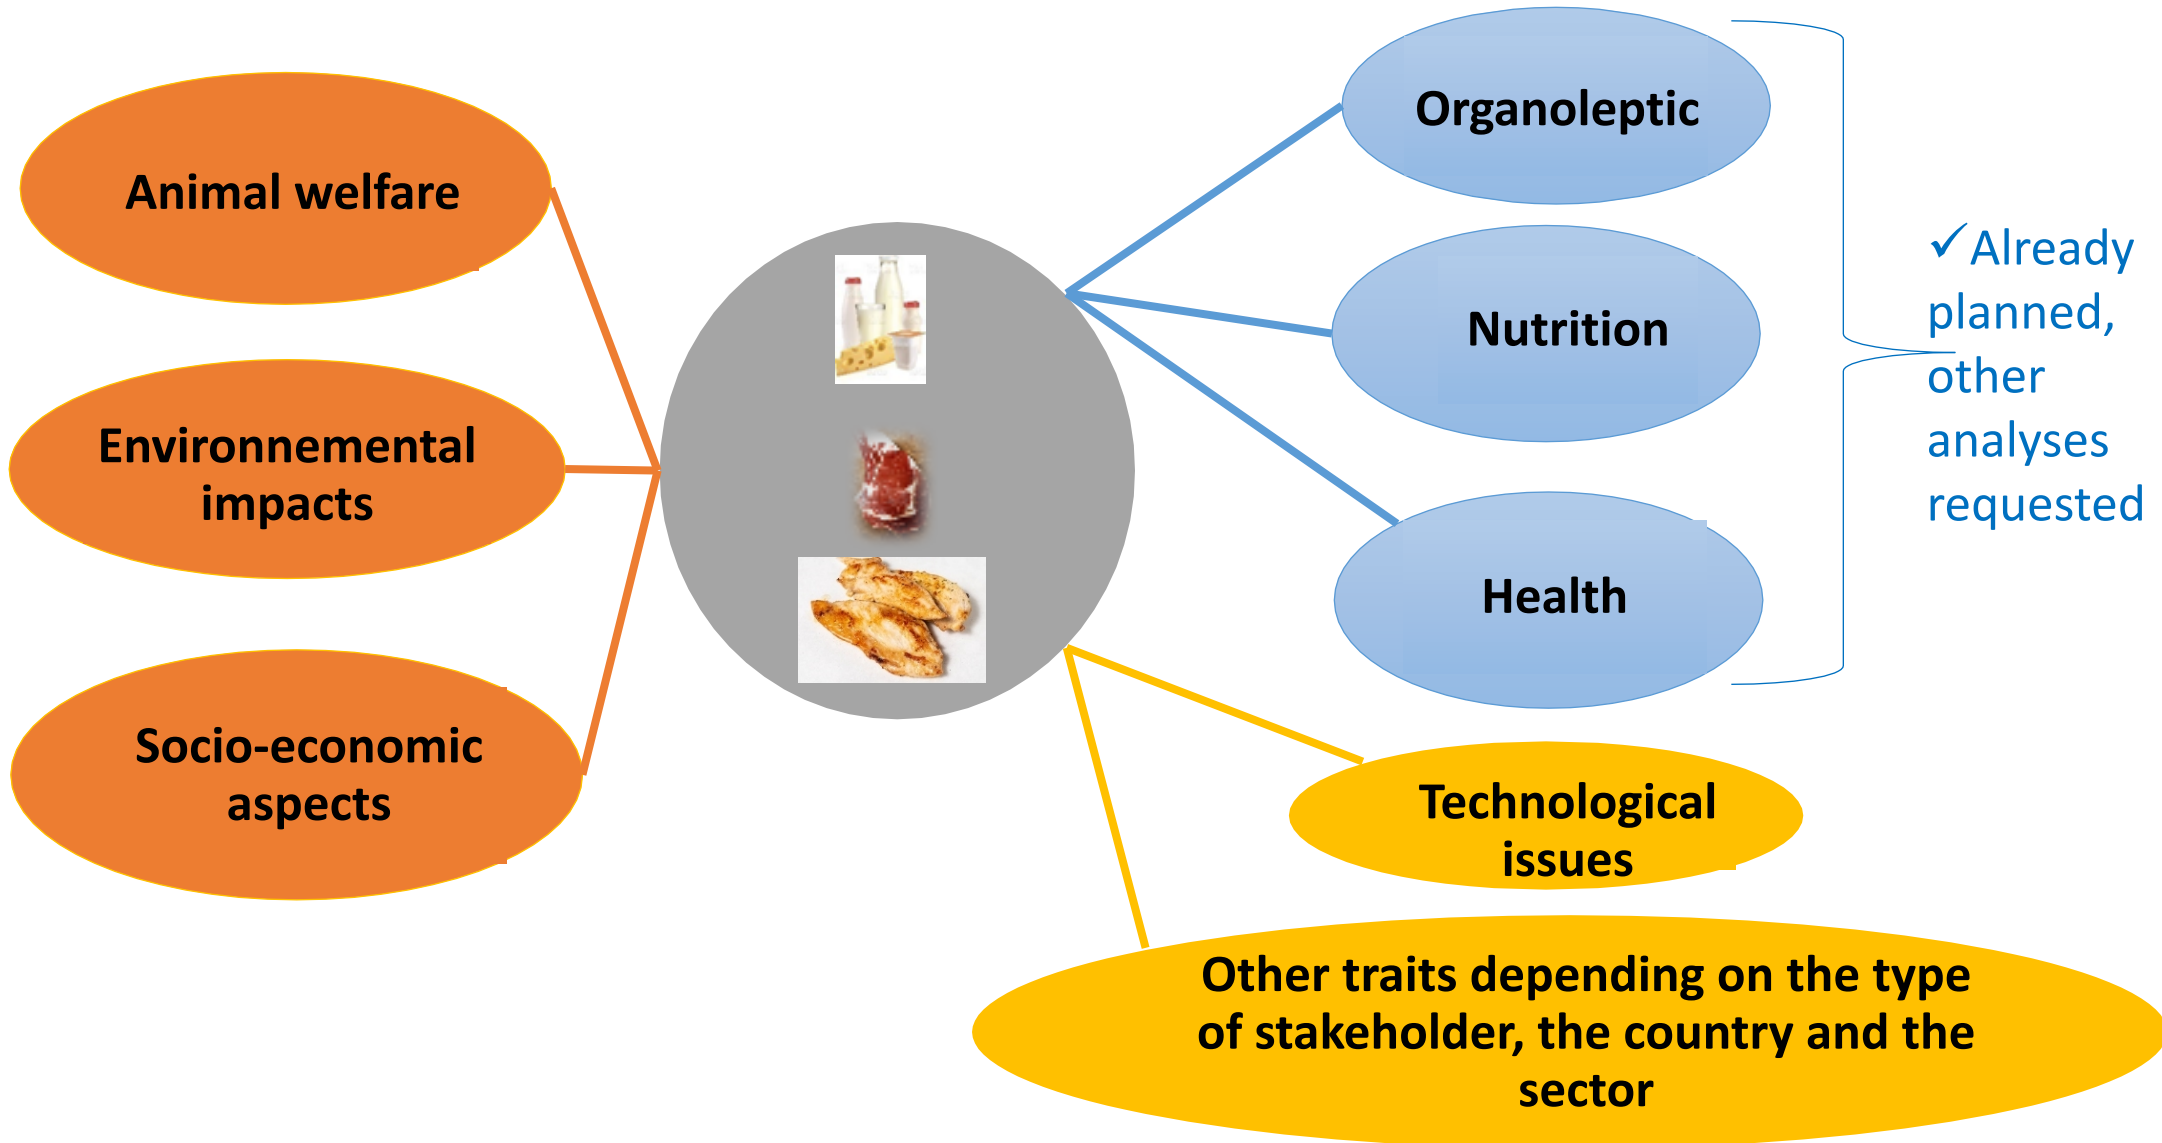 Animal welfare
Environnemental
impacts
Socio-economic
aspects
Organoleptic
Nutrition
Health
✓Already
planned,
other
analyses
requested
Technological
issues
Other traits depending on the type
of stakeholder, the country and the
sector